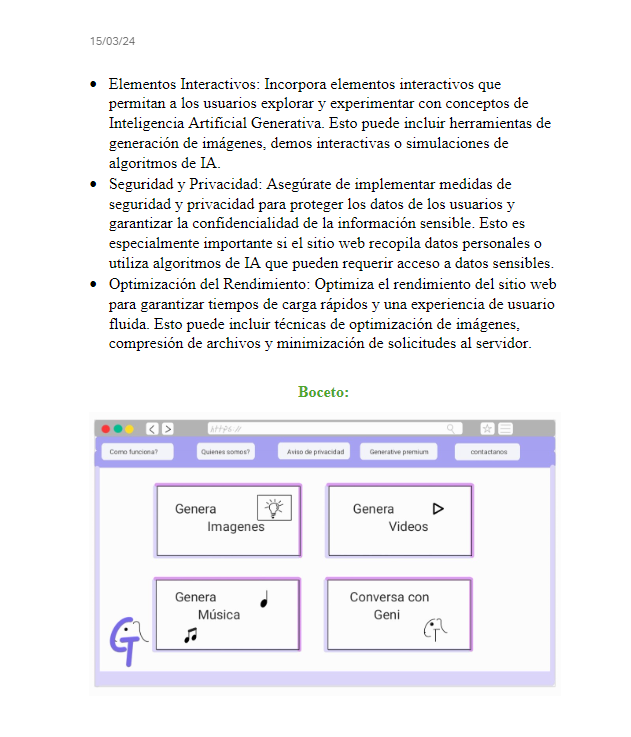 15/03/24
• Elementos Interactivos: Incorpora elementos interactivos que
permitan a los usuarios explorar y experimentar con conceptos de
Inteligencia Artificial Generativa. Esto puede incluir herramientas de
generación de imágenes, demos interactivas o simulaciones de
algoritmos de IA.
• Seguridad y Privacidad: Asegúrate de implementar medidas de
seguridad y privacidad para proteger los datos de los usuarios y
garantizar la confidencialidad de la información sensible. Esto es
especialmente importante si el sitio web recopila datos personales o
utiliza algoritmos de IA que pueden requerir acceso a datos sensibles.
• Optimización del Rendimiento: Optimiza el rendimiento del sitio web
para garantizar tiempos de carga rápidos y una experiencia de usuario
fluida. Esto puede incluir técnicas de optimización de imágenes,
compresión de archivos y minimización de solicitudes al servidor.
Boceto:
https://
Como funciona? Quienes somos? Aviso de privacidad Generative premium contactanos
Genera
Imagenes
Genera
Videos
Genera
Música
Conversa con
Geni